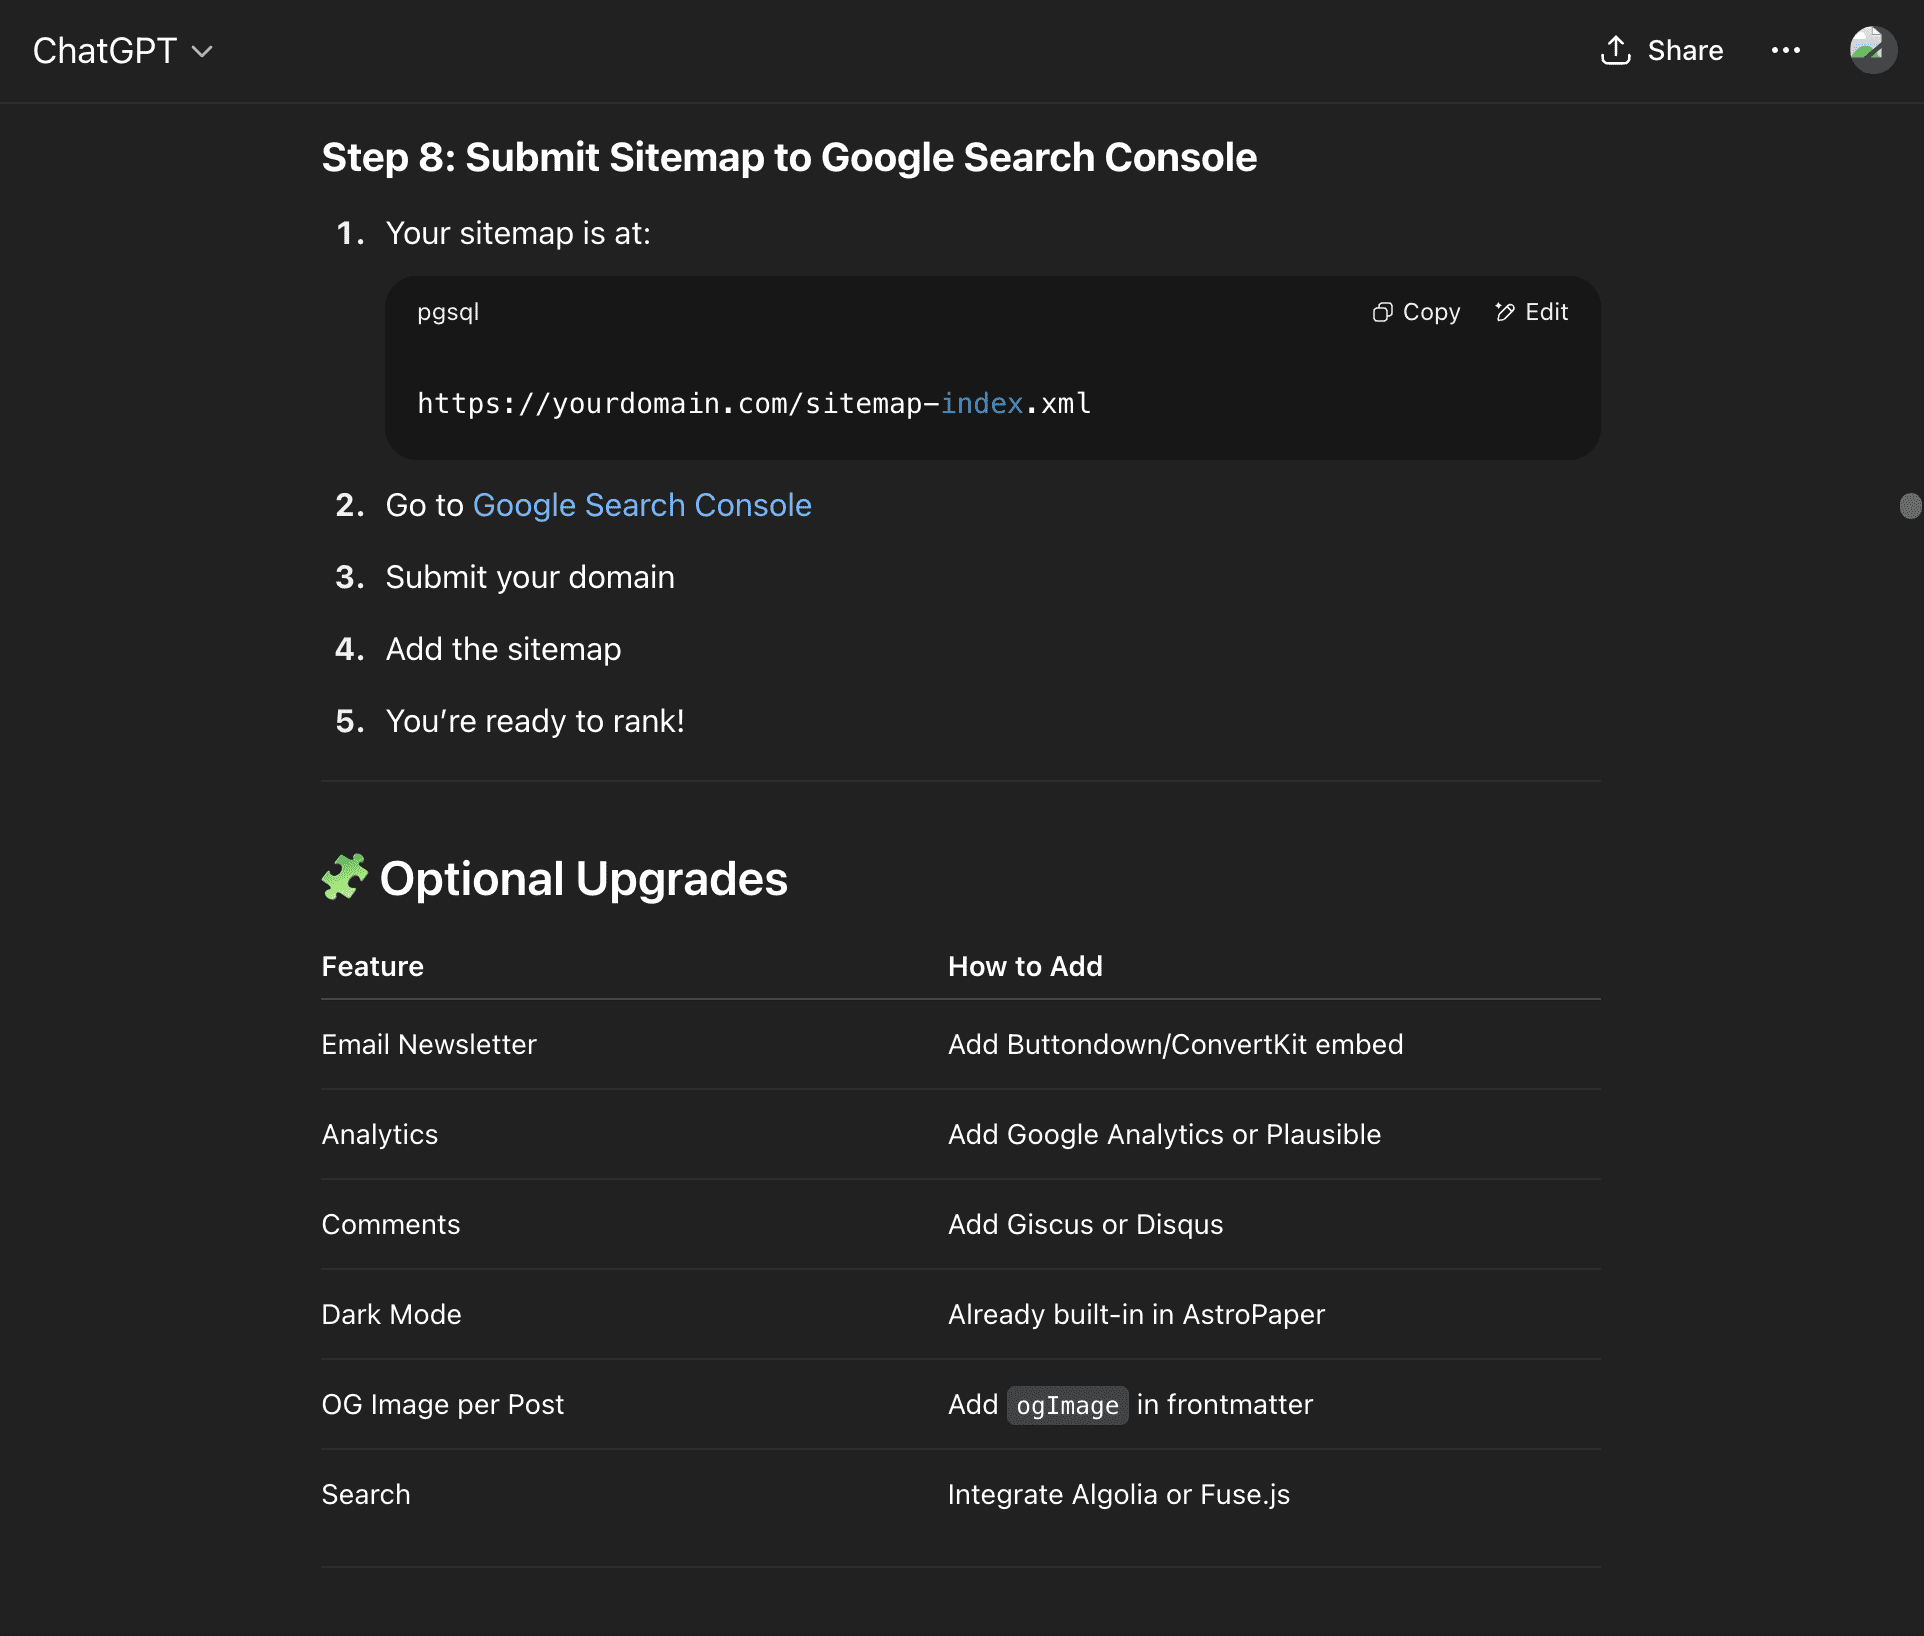 ChatGPT
Share
Step 8: Submit Sitemap to Google Search Console
1. Your sitemap is at:
pgsql
Copy Edit
https://yourdomain.com/sitemap-index.xml
2. Go to Google Search Console
3. Submit your domain
4. Add the sitemap
5. You’re ready to rank!
🧩 Optional Upgrades
Feature How to Add
Email Newsletter Add Buttondown/ConvertKit embed
Analytics Add Google Analytics or Plausible
Comments Add Giscus or Disqus
Dark Mode Already built-in in AstroPaper
OG Image per Post Add ogImage in frontmatter
Search Integrate Algolia or Fuse.js